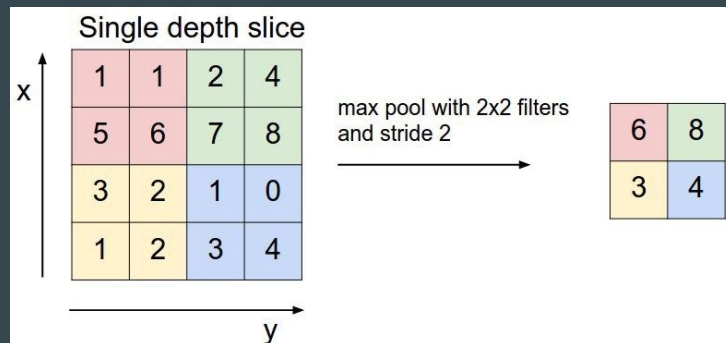 Single depth slice
x
1 1 2 4
5 6 7 8
3 2 1 0
1 2 3 4
y
max pool with 2x2 filters
and stride 2
6 8
3 4